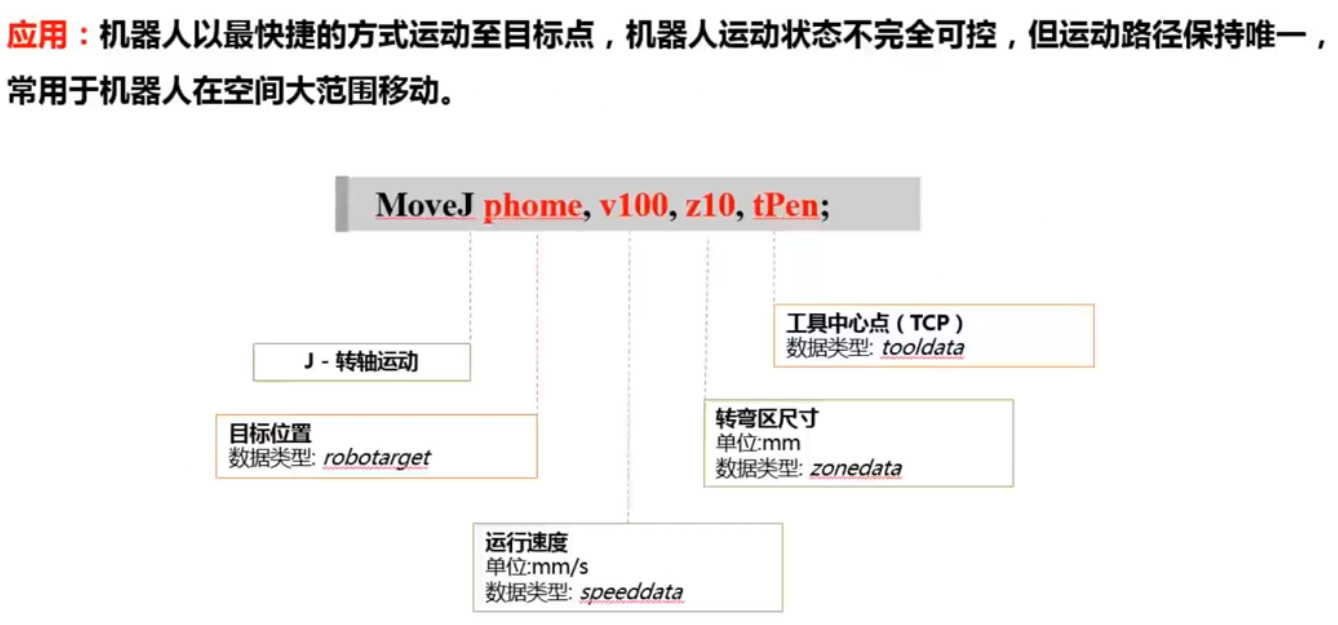 应用：机器人以最快捷的方式运动至目标点，机器人运动状态不完全可控，但运动路径保持唯一，
常用于机器人在空间大范围移动。
MoveJ phome, v100, z10, tPen;
工具中心点（TCP）
数据类型: tooldata
J - 转轴运动
目标位置
数据类型: robotarget
转弯区尺寸
单位:mm
数据类型: zonedata
运行速度
单位:mm/s
数据类型: speeddata